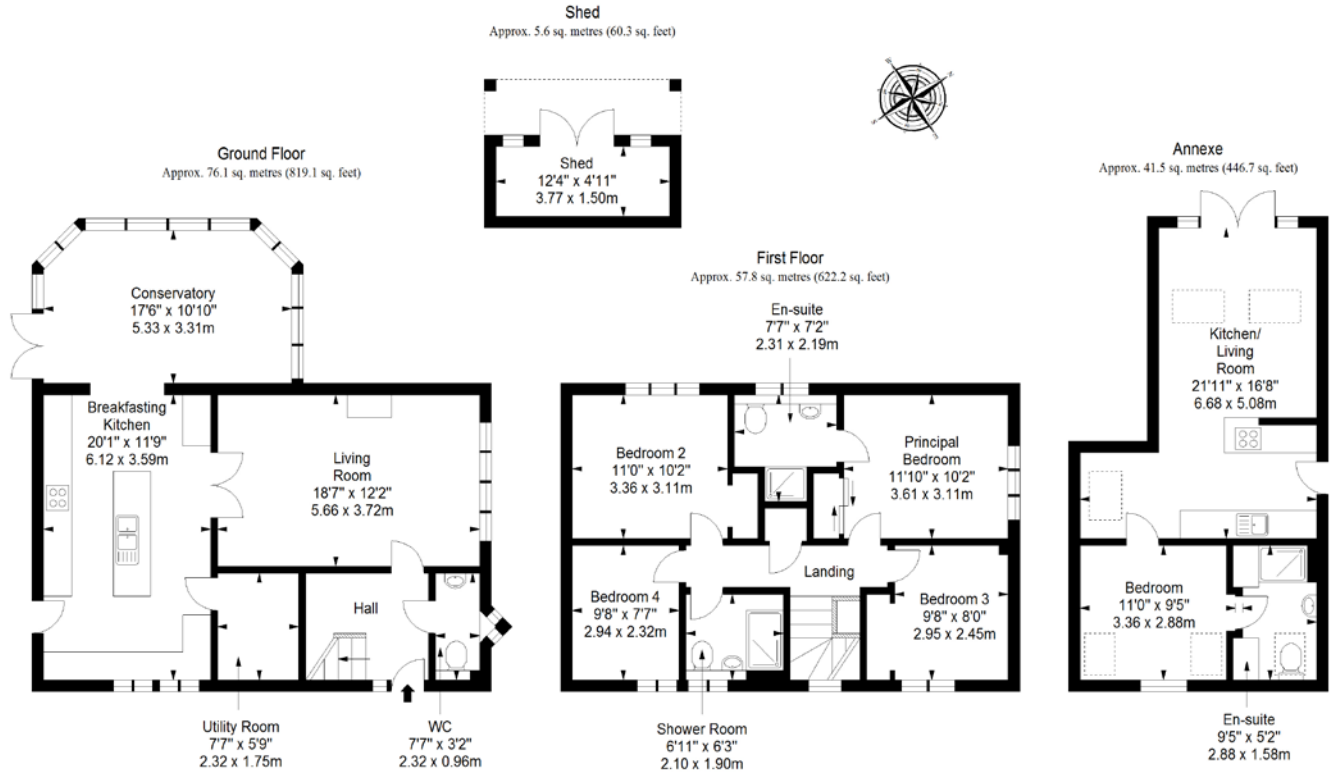 Shed
Approx. 5.6 sq. metres (60.3 sq. feet)
Shed
12'4" x 4'11"
3.77 x 1.50m
Ground Floor
Approx. 76.1 sq. metres (819.1 sq. feet)
Conservatory
17'6" x 10'10"
5.33 x 3.31m
Breakfasting
Kitchen
20'1" x 11'9"
6.12 x 3.59m
Living
Room
18'7" x 12'2"
5.66 x 3.72m
Hall
Utility Room
7'7" x 5'9"
2.32 x 1.75m
WC
7'7" x 3'2"
2.32 x 0.96m
First Floor
Approx. 57.8 sq. metres (622.2 sq. feet)
En-suite
7'7" x 7'2"
2.31 x 2.19m
Bedroom 2
11'0" x 10'2"
3.36 x 3.11m
Principal
Bedroom
11'10" x 10'2"
3.61 x 3.11m
Landing
Bedroom 4
9'8" x 7'7"
2.94 x 2.32m
Bedroom 3
9'8" x 8'0"
2.95 x 2.45m
Shower Room
6'11" x 6'3"
2.10 x 1.90m
Annexe
Approx. 41.5 sq. metres (446.7 sq. feet)
Kitchen/
Living
Room
21'11" x 16'8"
6.68 x 5.08m
Bedroom
11'0" x 9'5"
3.36 x 2.88m
En-suite
9'5" x 5'2"
2.88 x 1.58m